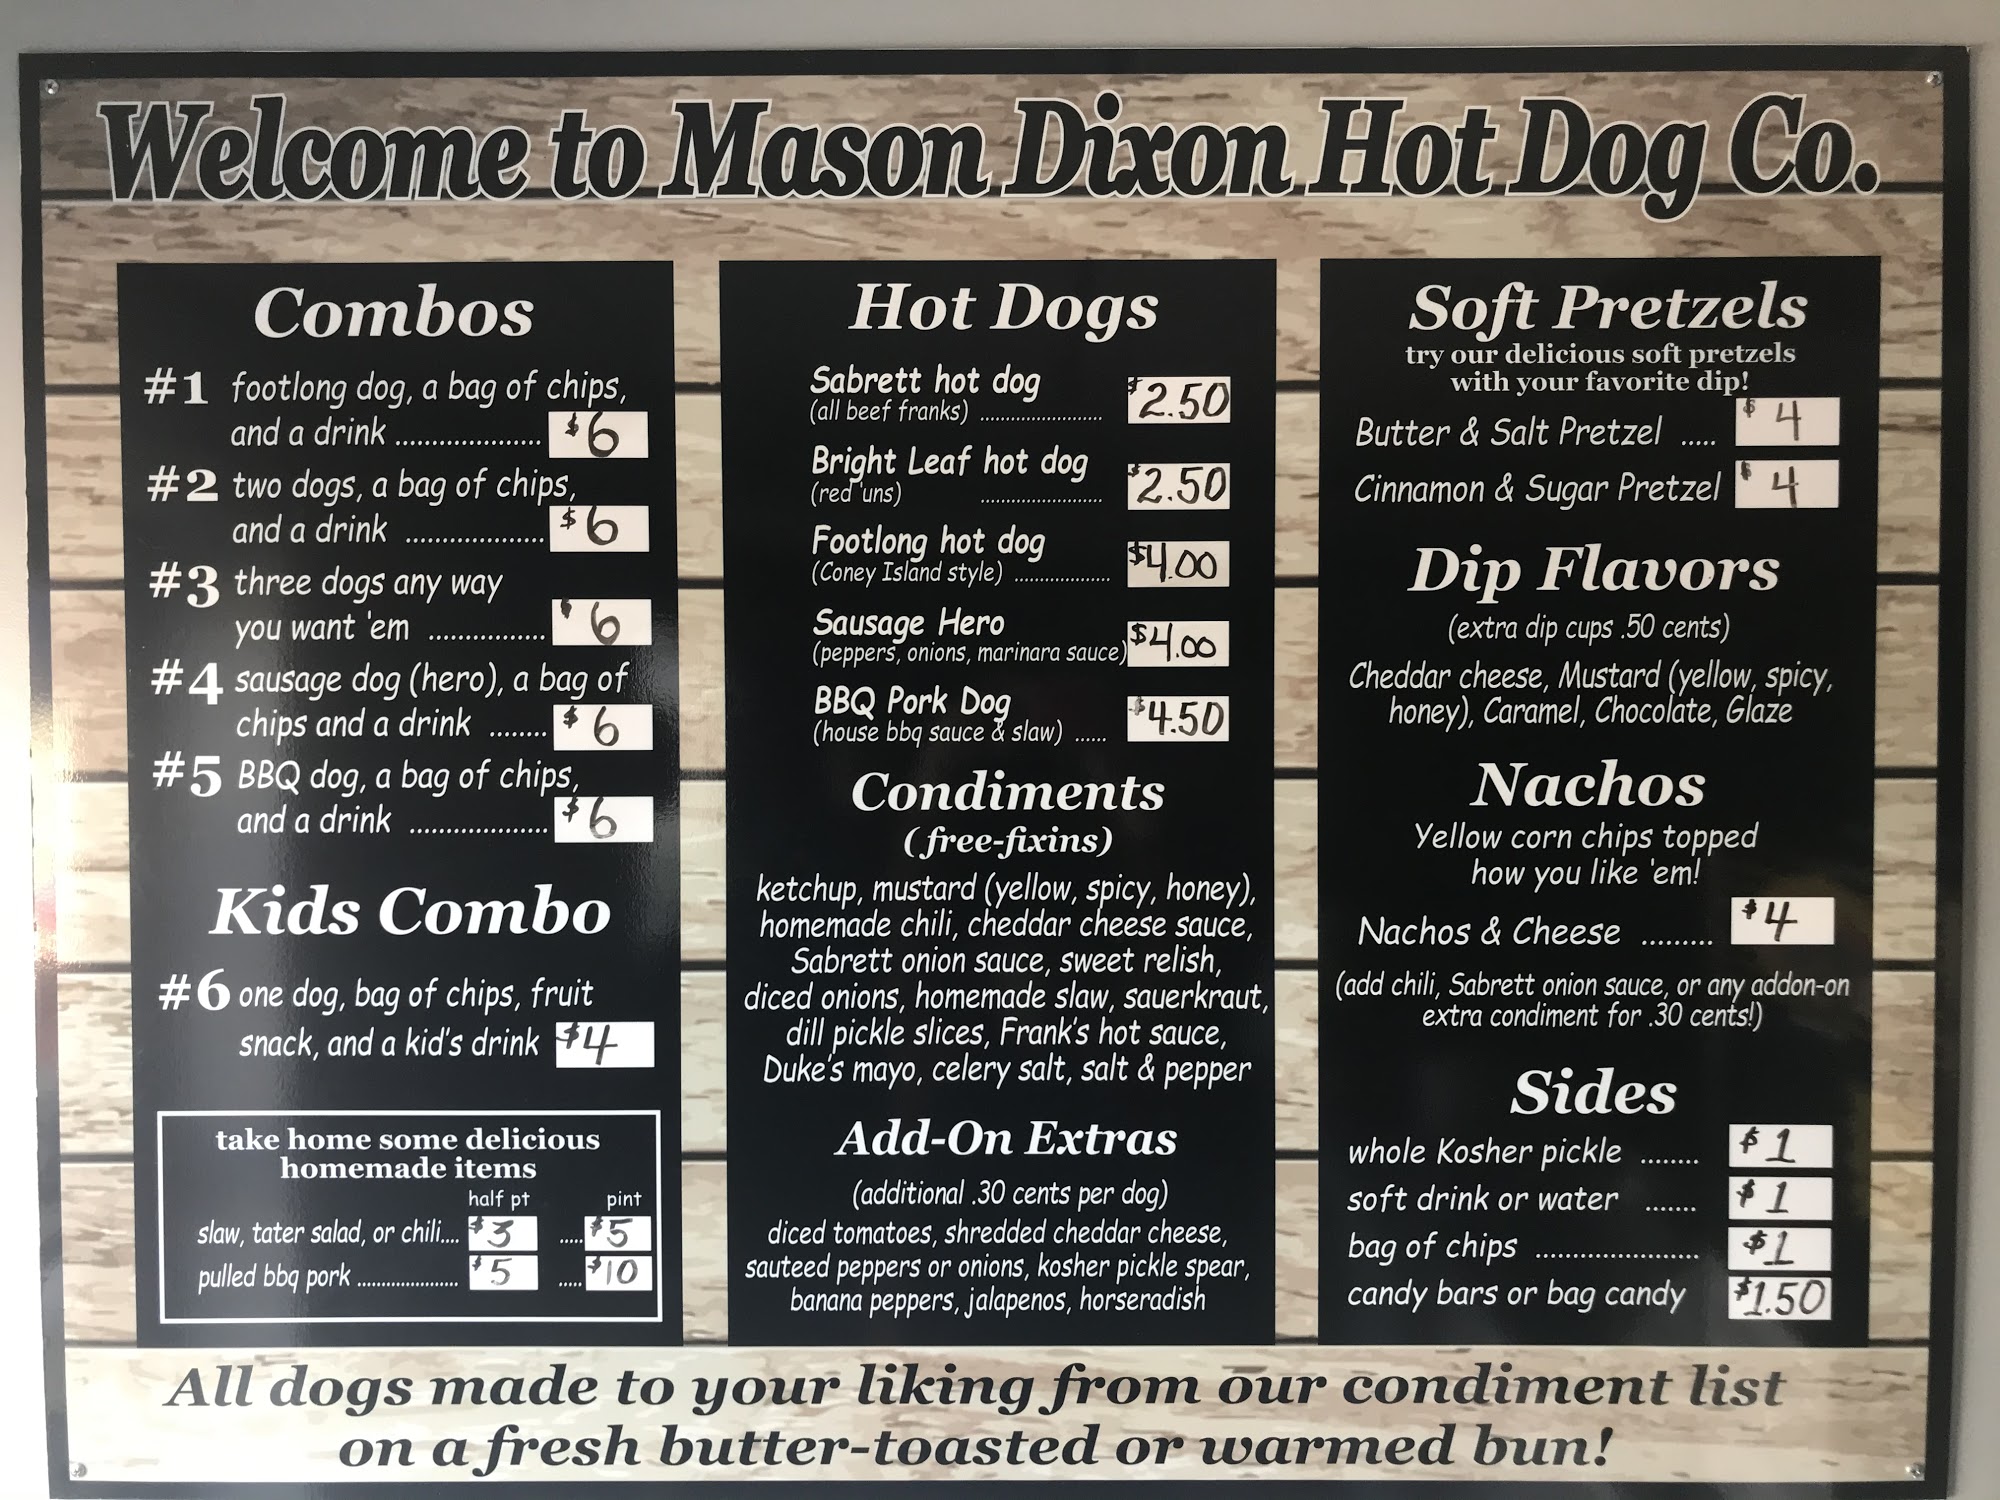 Welcome to Mason Dixon Hot Dog Co.
Combos
#1 footlong dog, a bag of chips,
and a drink .................... $6
#2 two dogs, a bag of chips,
and a drink ................... $6
#3 three dogs any way
you want 'em ................ $6
#4 sausage dog (hero), a bag of
chips and a drink ........ $6
#5 BBQ dog, a bag of chips,
and a drink ................... $6
Kids Combo
#6 one dog, bag of chips, fruit
snack, and a kid's drink $4
take home some delicious
homemade items
half pt pint
slaw, tater salad, or chili.... $3 ..... $5
pulled bbq pork ...................... $5 ..... $10
Hot Dogs
Sabrett hot dog
(all beef franks) ....................... $2.50
Bright Leaf hot dog
(red 'uns) ....................... $2.50
Footlong hot dog
(Coney Island style) .................. $4.00
Sausage Hero
(peppers, onions, marinara sauce) $4.00
BBQ Pork Dog
(house bbq sauce & slaw) ...... $4.50
Condiments
(free-fixins)
ketchup, mustard (yellow, spicy, honey),
homemade chili, cheddar cheese sauce,
Sabrett onion sauce, sweet relish,
diced onions, homemade slaw, sauerkraut,
dill pickle slices, Frank's hot sauce,
Duke's mayo, celery salt, salt & pepper
Add-On Extras
(additional .30 cents per dog)
diced tomatoes, shredded cheddar cheese,
sauteed peppers or onions, kosher pickle spear,
banana peppers, jalapenos, horseradish
Soft Pretzels
try our delicious soft pretzels
with your favorite dip!
Butter & Salt Pretzel ..... $4
Cinnamon & Sugar Pretzel $4
Dip Flavors
(extra dip cups .50 cents)
Cheddar cheese, Mustard (yellow, spicy,
honey), Caramel, Chocolate, Glaze
Nachos
Yellow corn chips topped
how you like 'em!
Nachos & Cheese ......... $4
(add chili, Sabrett onion sauce, or any addon-on
extra condiment for .30 cents!)
Sides
whole Kosher pickle ........ $1
soft drink or water ....... $1
bag of chips ...................... $1
candy bars or bag candy $1.50
All dogs made to your liking from our condiment list
on a fresh butter-toasted or warmed bun!